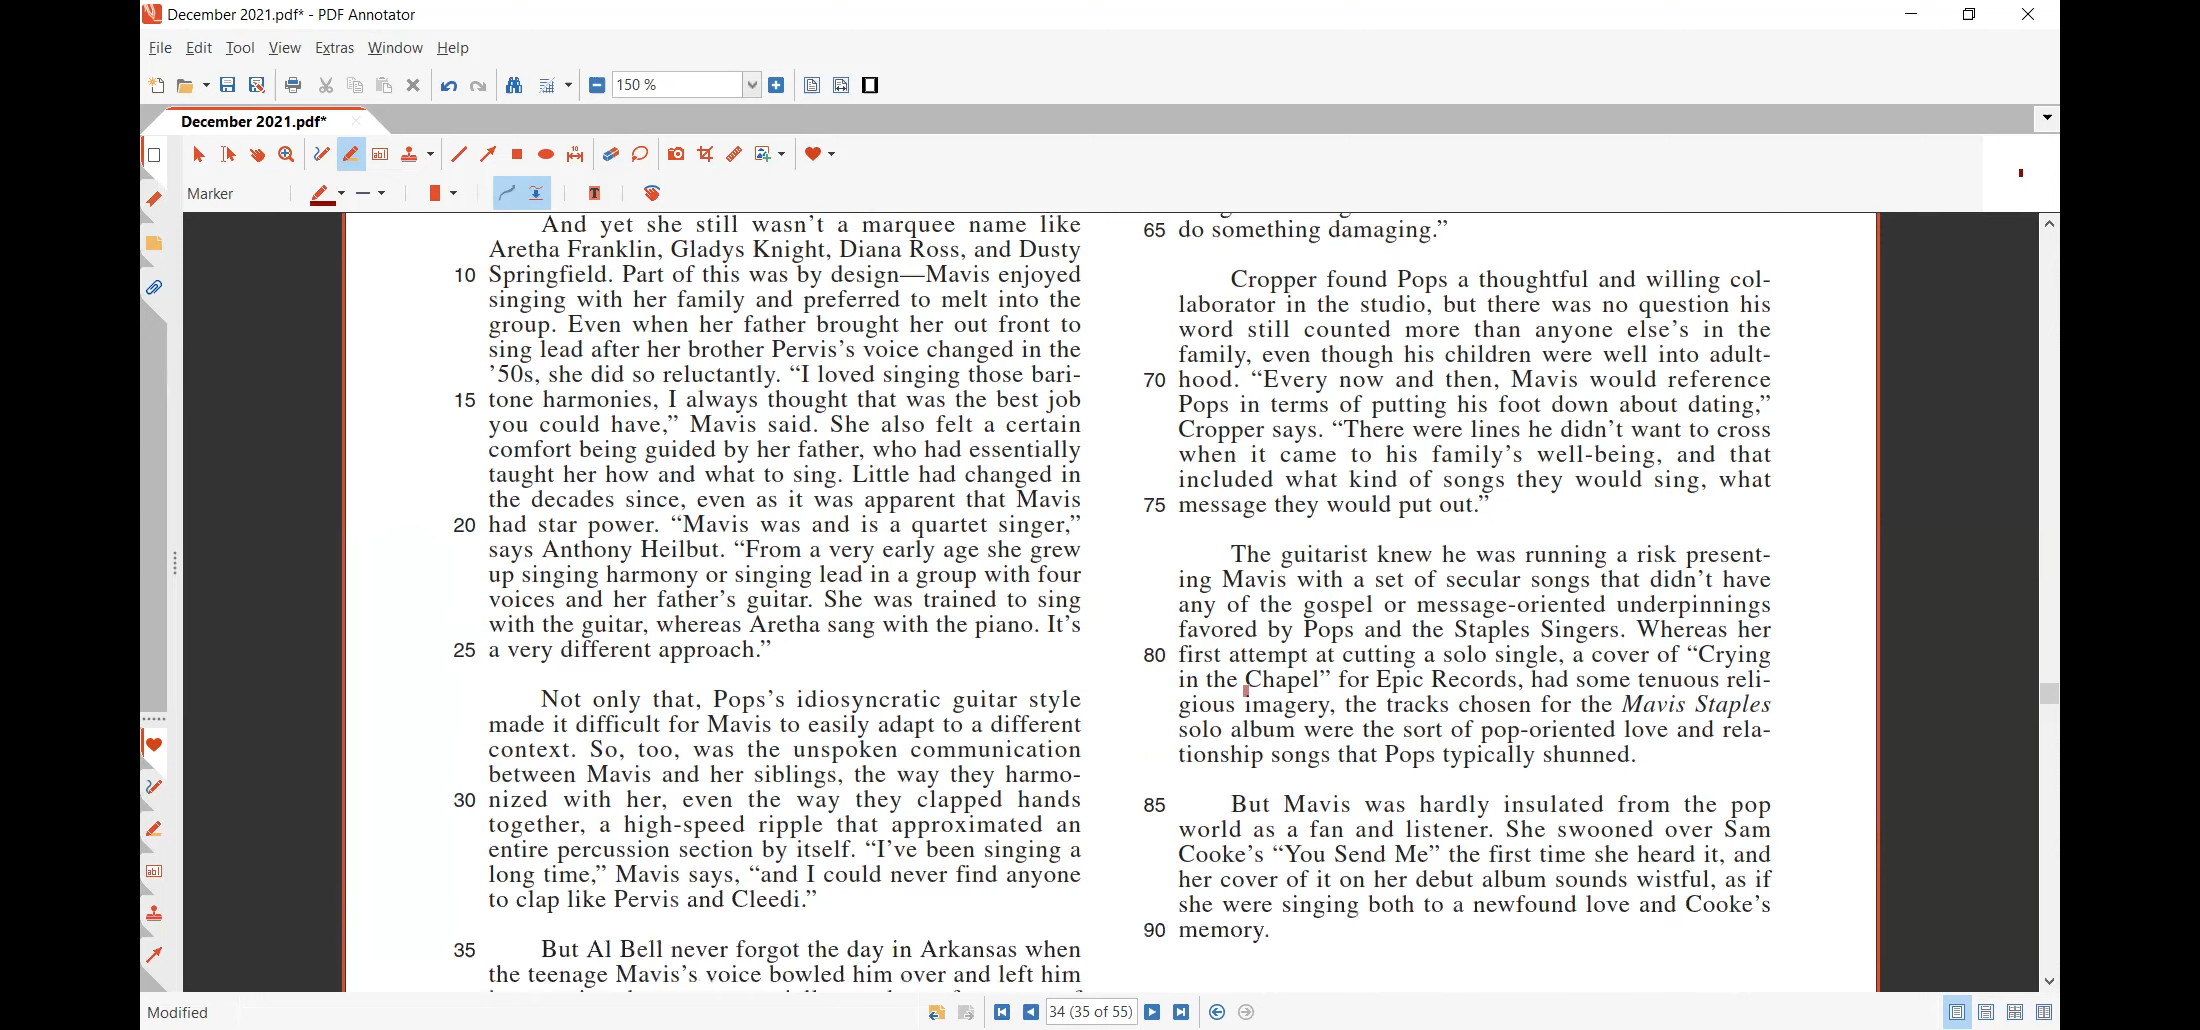 December 2021.pdf* - PDF Annotator
File Edit Tool View Extras Window Help
150 %
December 2021.pdf*
Marker
And yet she still wasn't a marquee name like
Aretha Franklin, Gladys Knight, Diana Ross, and Dusty
10 Springfield. Part of this was by design—Mavis enjoyed
singing with her family and preferred to melt into the
group. Even when her father brought her out front to
sing lead after her brother Pervis's voice changed in the
'50s, she did so reluctantly. “I loved singing those bari-
15 tone harmonies, I always thought that was the best job
you could have,” Mavis said. She also felt a certain
comfort being guided by her father, who had essentially
taught her how and what to sing. Little had changed in
the decades since, even as it was apparent that Mavis
20 had star power. “Mavis was and is a quartet singer,”
says Anthony Heilbut. “From a very early age she grew
up singing harmony or singing lead in a group with four
voices and her father's guitar. She was trained to sing
with the guitar, whereas Aretha sang with the piano. It's
25 a very different approach.”
Not only that, Pops's idiosyncratic guitar style
made it difficult for Mavis to easily adapt to a different
context. So, too, was the unspoken communication
between Mavis and her siblings, the way they harmo-
30 nized with her, even the way they clapped hands
together, a high-speed ripple that approximated an
entire percussion section by itself. “I've been singing a
long time,” Mavis says, “and I could never find anyone
to clap like Pervis and Cleedi.”
35 But Al Bell never forgot the day in Arkansas when
the teenage Mavis's voice bowled him over and left him
65 do something damaging.”
Cropper found Pops a thoughtful and willing col-
laborator in the studio, but there was no question his
word still counted more than anyone else's in the
family, even though his children were well into adult-
70 hood. “Every now and then, Mavis would reference
Pops in terms of putting his foot down about dating,”
Cropper says. “There were lines he didn't want to cross
when it came to his family's well-being, and that
included what kind of songs they would sing, what
75 message they would put out.”
The guitarist knew he was running a risk present-
ing Mavis with a set of secular songs that didn't have
any of the gospel or message-oriented underpinnings
favored by Pops and the Staples Singers. Whereas her
80 first attempt at cutting a solo single, a cover of “Crying
in the Chapel” for Epic Records, had some tenuous reli-
gious imagery, the tracks chosen for the Mavis Staples
solo album were the sort of pop-oriented love and rela-
tionship songs that Pops typically shunned.
85 But Mavis was hardly insulated from the pop
world as a fan and listener. She swooned over Sam
Cooke's “You Send Me” the first time she heard it, and
her cover of it on her debut album sounds wistful, as if
she were singing both to a newfound love and Cooke's
90 memory.
Modified
34 (35 of 55)